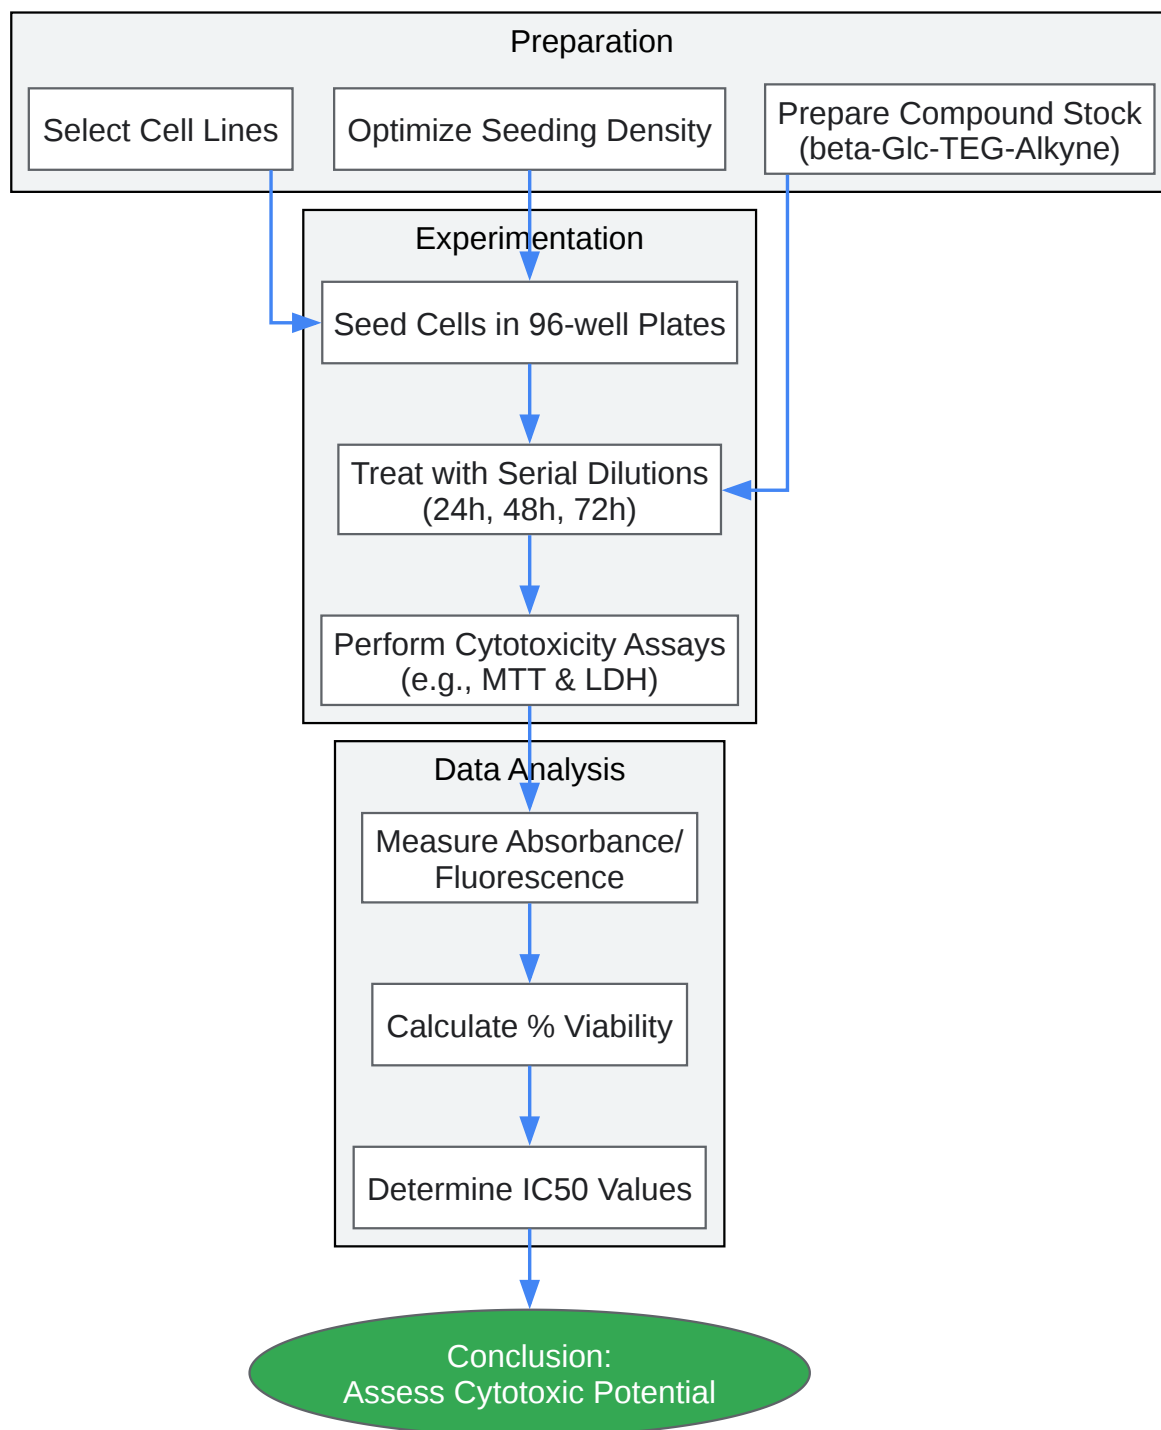 Preparation
Select Cell Lines
Optimize Seeding Density
Prepare Compound Stock
(beta-Glc-TEG-Alkyne)
Experimentation
Seed Cells in 96-well Plates
Treat with Serial Dilutions
(24h, 48h, 72h)
Perform Cytotoxicity Assays
(e.g., MTT & LDH)
Data Analysis
Measure Absorbance/
Fluorescence
Calculate % Viability
Determine IC50 Values
Conclusion:
Assess Cytotoxic Potential